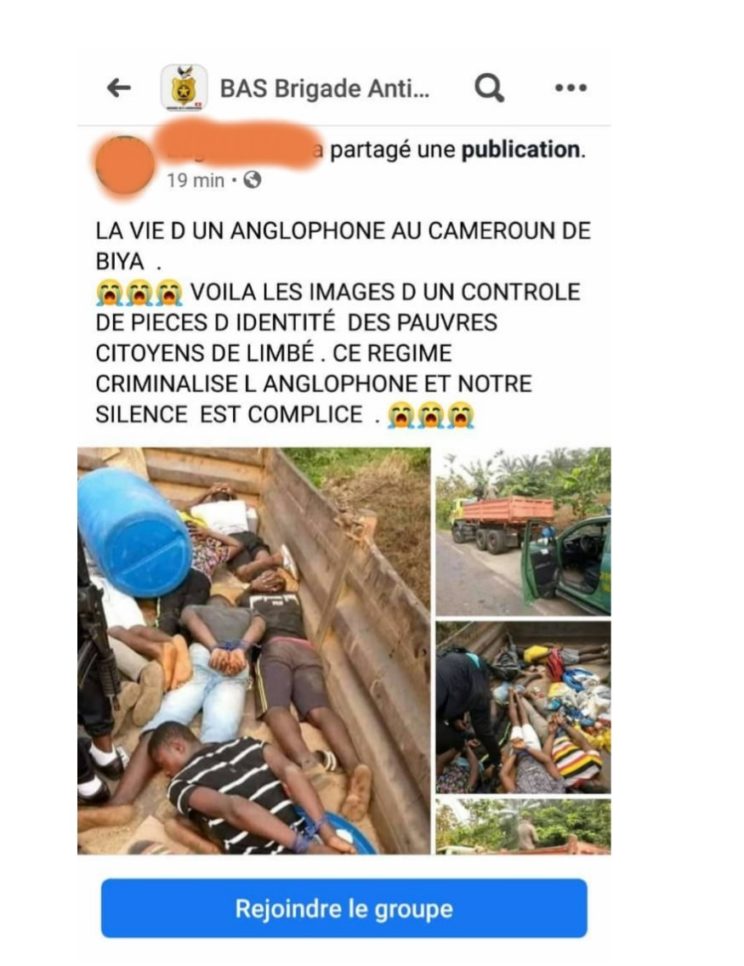 BAS Brigade Anti...
a partagé une publication.
19 min
LA VIE D UN ANGLOPHONE AU CAMEROUN DE
BIYA .
😭😭😭 VOILA LES IMAGES D UN CONTROLE
DE PIECES D IDENTITÉ DES PAUVRES
CITOYENS DE LIMBÉ . CE REGIME
CRIMINALISE L ANGLOPHONE ET NOTRE
SILENCE EST COMPLICE . 😭😭😭
Rejoindre le groupe